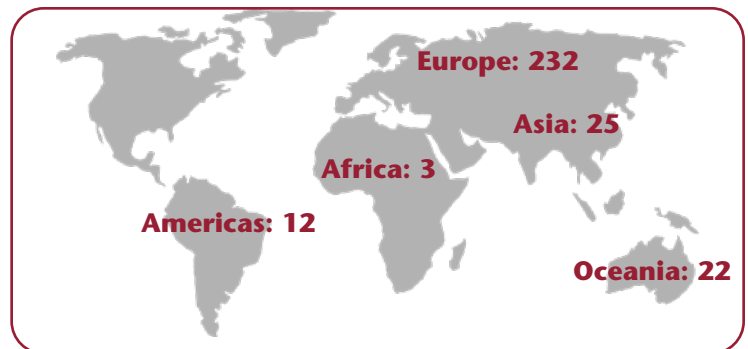 Europe: 232
Asia: 25
Africa: 3
Americas: 12
Oceania: 22